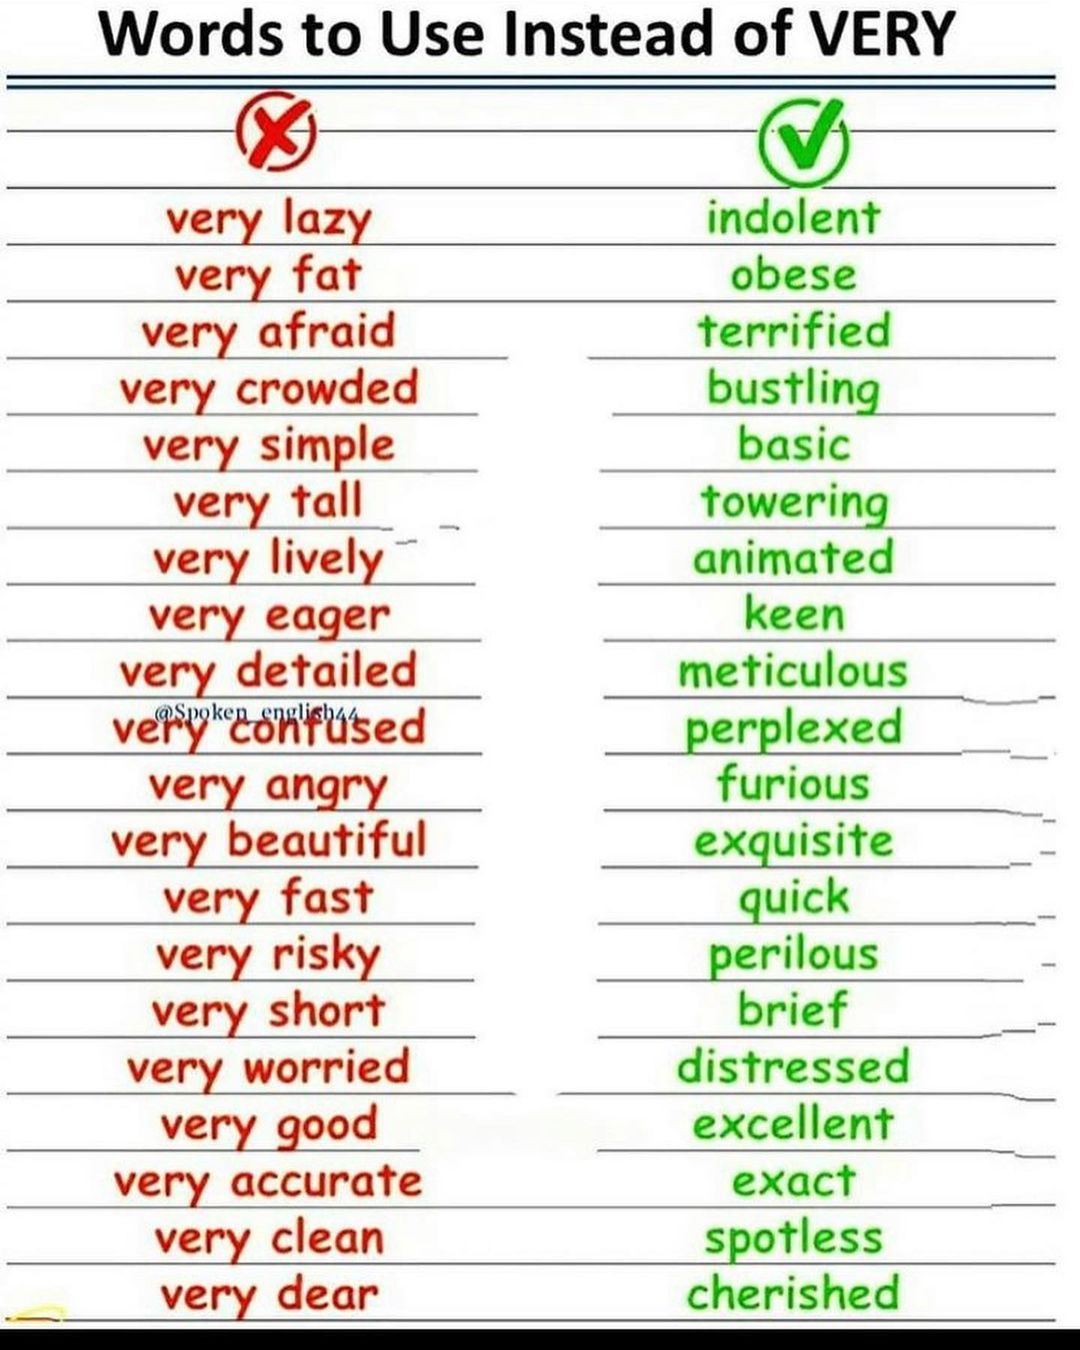 Words to Use Instead of VERY
very lazy indolent
very fat obese
very afraid terrified
very crowded bustling
very simple basic
very tall towering
very lively animated
very eager keen
very detailed meticulous
@Spoken_english44
very confused perplexed
very angry furious
very beautiful exquisite
very fast quick
very risky perilous
very short brief
very worried distressed
very good excellent
very accurate exact
very clean spotless
very dear cherished